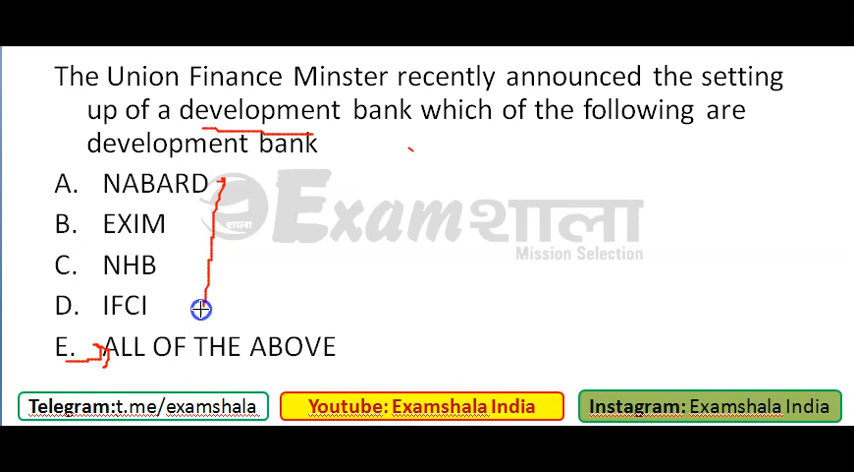 The Union Finance Minster recently announced the setting
up of a development bank which of the following are
development bank
A. NABARD
B. EXIM
C. NHB
D. IFCI
E. ALL OF THE ABOVE
शाला
Examशाला
Mission Selection
Telegram:t.me/examshala
Youtube: Examshala India
Instagram: Examshala India